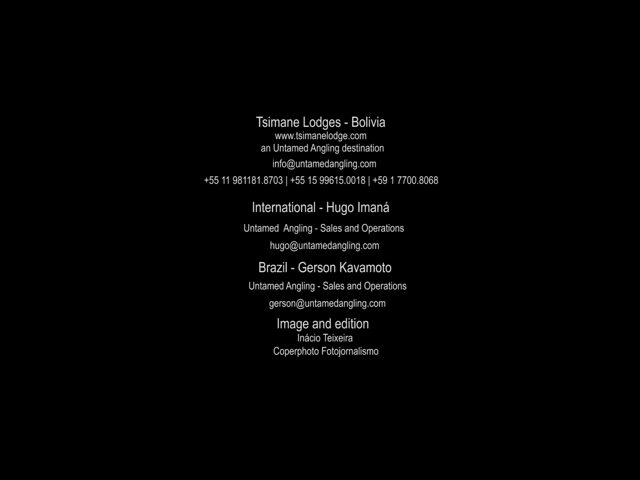 Tsimane Lodges - Bolivia
www.tsimanelodge.com
an Untamed Angling destination
info@untamedangling.com
+55 11 981181.8703 | +55 15 99615.0018 | +59 1 7700.8068
International - Hugo Imaná
Untamed Angling - Sales and Operations
hugo@untamedangling.com
Brazil - Gerson Kavamoto
Untamed Angling - Sales and Operations
gerson@untamedangling.com
Image and edition
Inácio Teixeira
Coperphoto Fotojornalismo